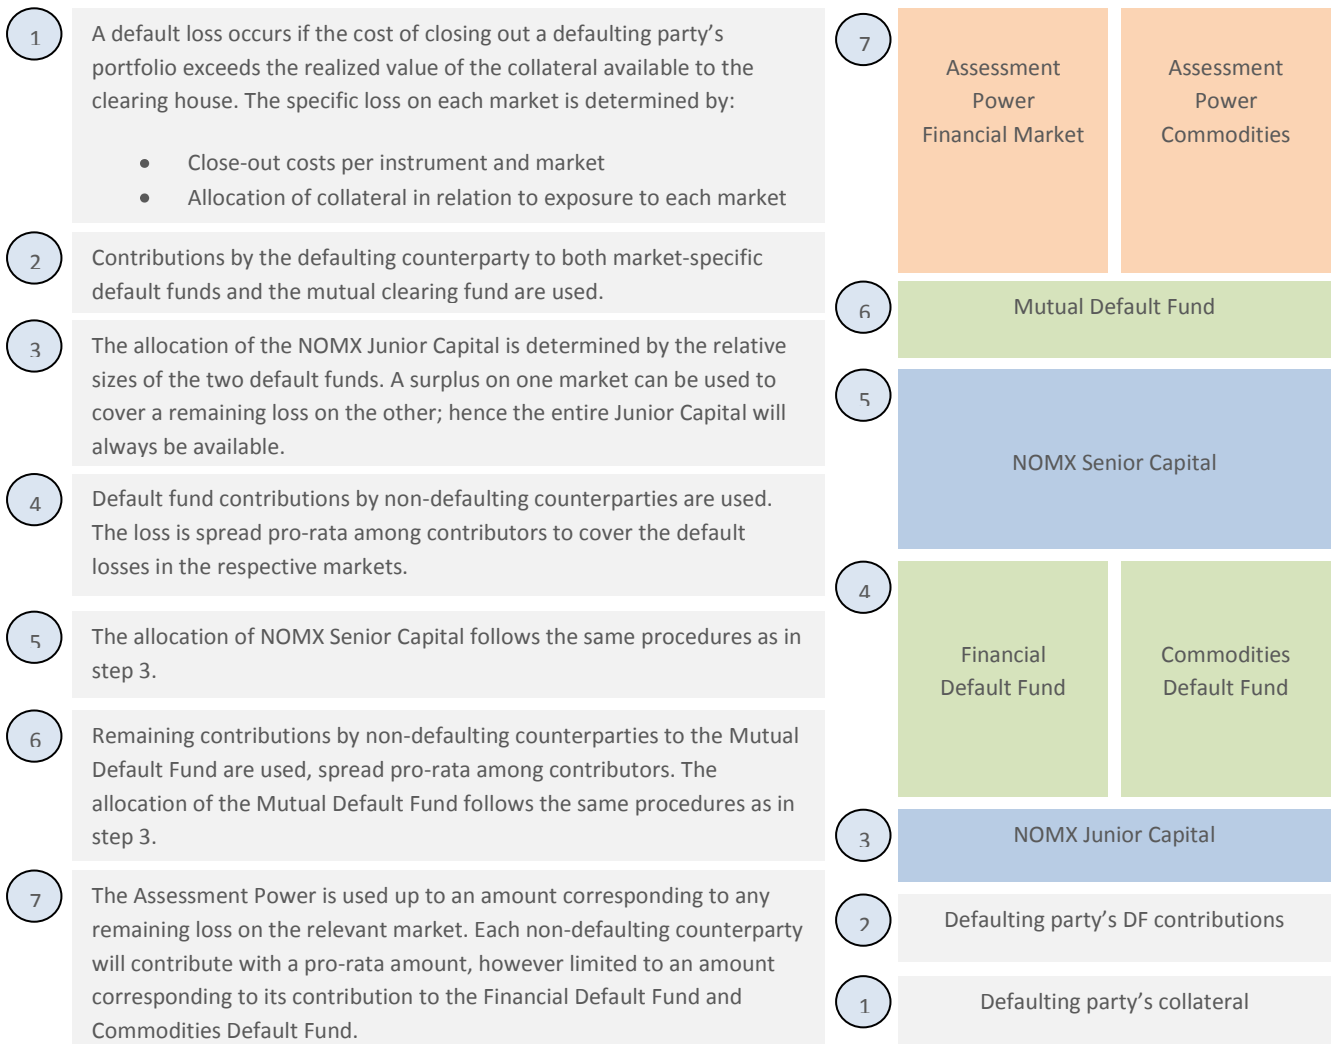 1
A default loss occurs if the cost of closing out a defaulting party's
portfolio exceeds the realized value of the collateral available to the
clearing house. The specific loss on each market is determined by:
• Close-out costs per instrument and market
• Allocation of collateral in relation to exposure to each market
2
Contributions by the defaulting counterparty to both market-specific
default funds and the mutual clearing fund are used.
3
The allocation of the NOMX Junior Capital is determined by the relative
sizes of the two default funds. A surplus on one market can be used to
cover a remaining loss on the other; hence the entire Junior Capital will
always be available.
4
Default fund contributions by non-defaulting counterparties are used.
The loss is spread pro-rata among contributors to cover the default
losses in the respective markets.
5
The allocation of NOMX Senior Capital follows the same procedures as in
step 3.
6
Remaining contributions by non-defaulting counterparties to the Mutual
Default Fund are used, spread pro-rata among contributors. The
allocation of the Mutual Default Fund follows the same procedures as in
step 3.
7
The Assessment Power is used up to an amount corresponding to any
remaining loss on the relevant market. Each non-defaulting counterparty
will contribute with a pro-rata amount, however limited to an amount
corresponding to its contribution to the Financial Default Fund and
Commodities Default Fund.
7
Assessment
Power
Financial Market
Assessment
Power
Commodities
6
Mutual Default Fund
5
NOMX Senior Capital
4
Financial
Default Fund
Commodities
Default Fund
3
NOMX Junior Capital
2
Defaulting party's DF contributions
1
Defaulting party's collateral